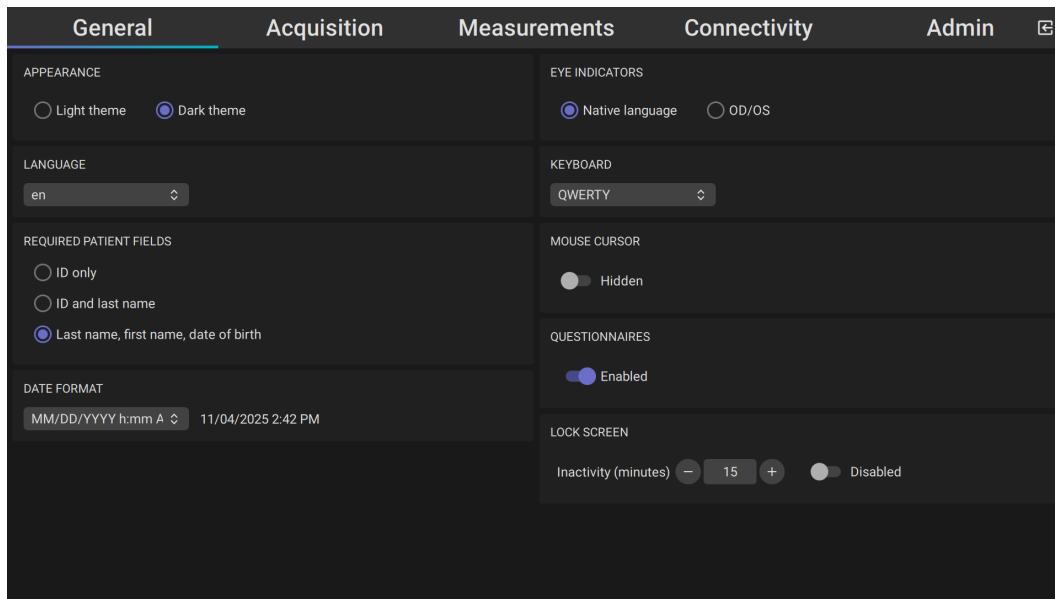 General Acquisition Measurements Connectivity Admin
APPEARANCE
Light theme Dark theme
LANGUAGE
en
REQUIRED PATIENT FIELDS
ID only
ID and last name
Last name, first name, date of birth
DATE FORMAT
MM/DD/YYYY h:mm A 11/04/2025 2:42 PM
EYE INDICATORS
Native language OD/OS
KEYBOARD
QWERTY
MOUSE CURSOR
Hidden
QUESTIONNAIRES
Enabled
LOCK SCREEN
Inactivity (minutes) − 15 + Disabled